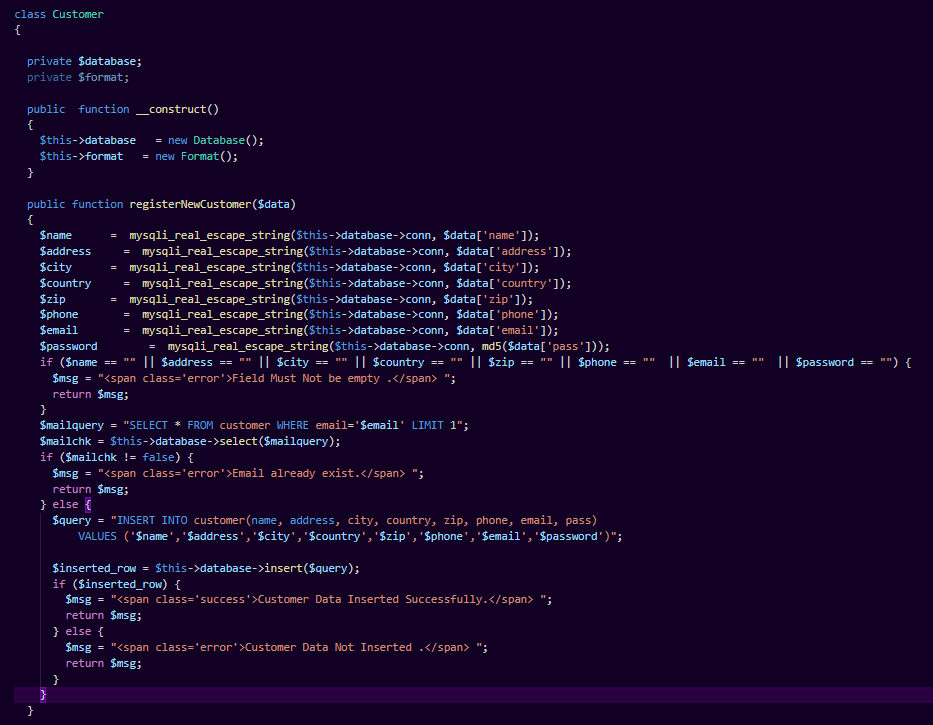 class Customer
{
private $database;
private $format;
public  function __construct()
{
$this->database   = new Database();
$this->format   = new Format();
}
public function registerNewCustomer($data)
{
$name      =  mysqli_real_escape_string($this->database->conn, $data['name']);
$address     =  mysqli_real_escape_string($this->database->conn, $data['address']);
$city      =  mysqli_real_escape_string($this->database->conn, $data['city']);
$country     =  mysqli_real_escape_string($this->database->conn, $data['country']);
$zip       =  mysqli_real_escape_string($this->database->conn, $data['zip']);
$phone       =  mysqli_real_escape_string($this->database->conn, $data['phone']);
$email       =  mysqli_real_escape_string($this->database->conn, $data['email']);
$password        =  mysqli_real_escape_string($this->database->conn, md5($data['pass']));
if ($name == "" || $address == "" || $city == "" || $country == "" || $zip == "" || $phone == ""  || $email == ""  || $password == "") {
$msg = "<span class='error'>Field Must Not be empty .</span> ";
return $msg;
}
$mailquery = "SELECT * FROM customer WHERE email='$email' LIMIT 1";
$mailchk = $this->database->select($mailquery);
if ($mailchk != false) {
$msg = "<span class='error'>Email already exist.</span> ";
return $msg;
} else {
$query = "INSERT INTO customer(name, address, city, country, zip, phone, email, pass)
VALUES ('$name','$address','$city','$country','$zip','$phone','$email','$password')";
$inserted_row = $this->database->insert($query);
if ($inserted_row) {
$msg = "<span class='success'>Customer Data Inserted Successfully.</span> ";
return $msg;
} else {
$msg = "<span class='error'>Customer Data Not Inserted .</span> ";
return $msg;
}
}
}